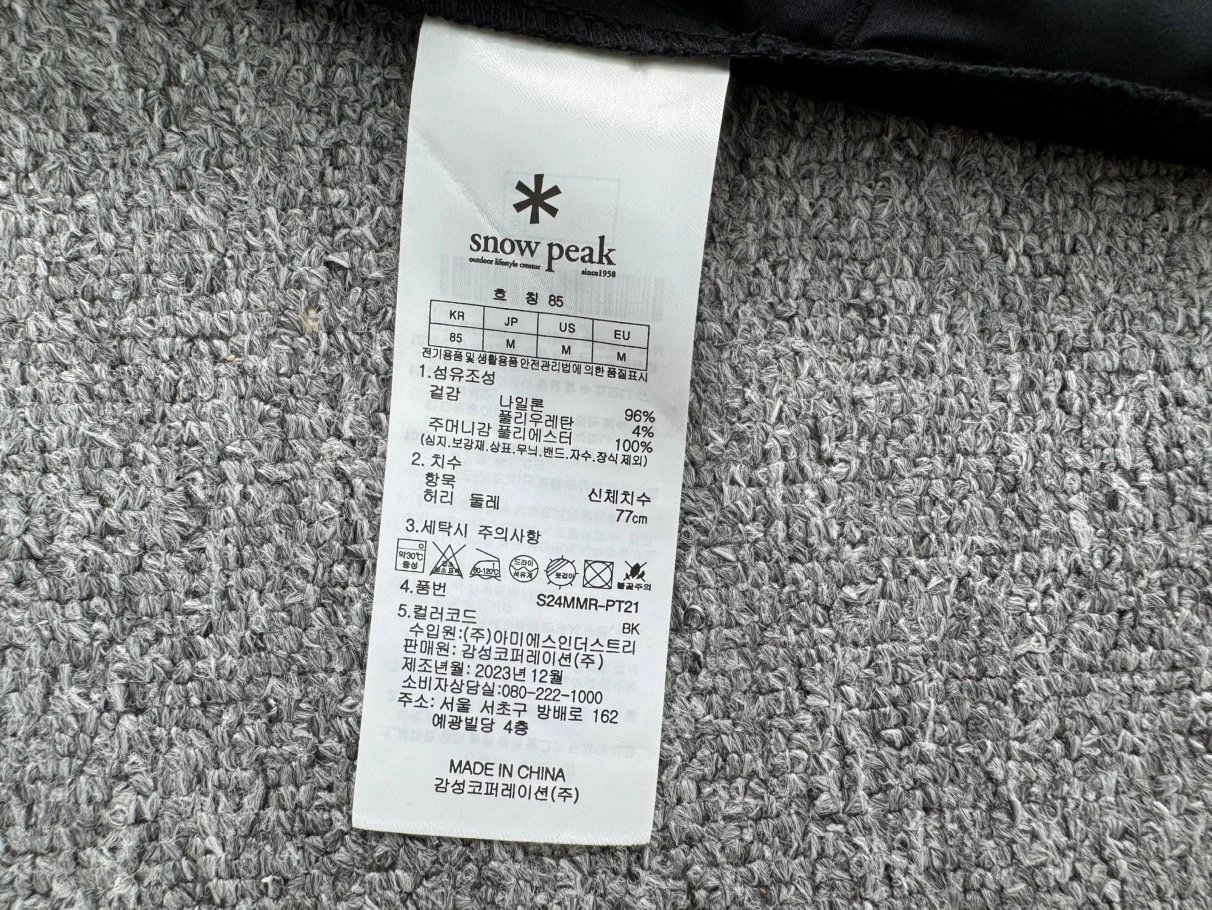 snow peak
outdoor lifestyle creator since1958
호 칭 85
KR JP US EU
85 M M M
전기용품 및 생활용품 안전관리법에 의한 품질표시
1.섬유조성
겉감 나일론 96%
폴리우레탄 4%
주머니감 폴리에스터 100%
(심지.보강재.상표.무늬.밴드.자수.장식 제외)
2. 치수
항목 신체치수
허리 둘레 77cm
3.세탁시 주의사항
약30℃ 중성 80-120℃ 드라이 석유계 옷걸이 불꽃주의
4.품번 S24MMR-PT21
5.컬러코드 BK
수입원:(주)아미에스인더스트리
판매원: 감성코퍼레이션(주)
제조년월: 2023년 12월
소비자상담실:080-222-1000
주소: 서울 서초구 방배로 162
예광빌당 4층
MADE IN CHINA
감성코퍼레이션(주)